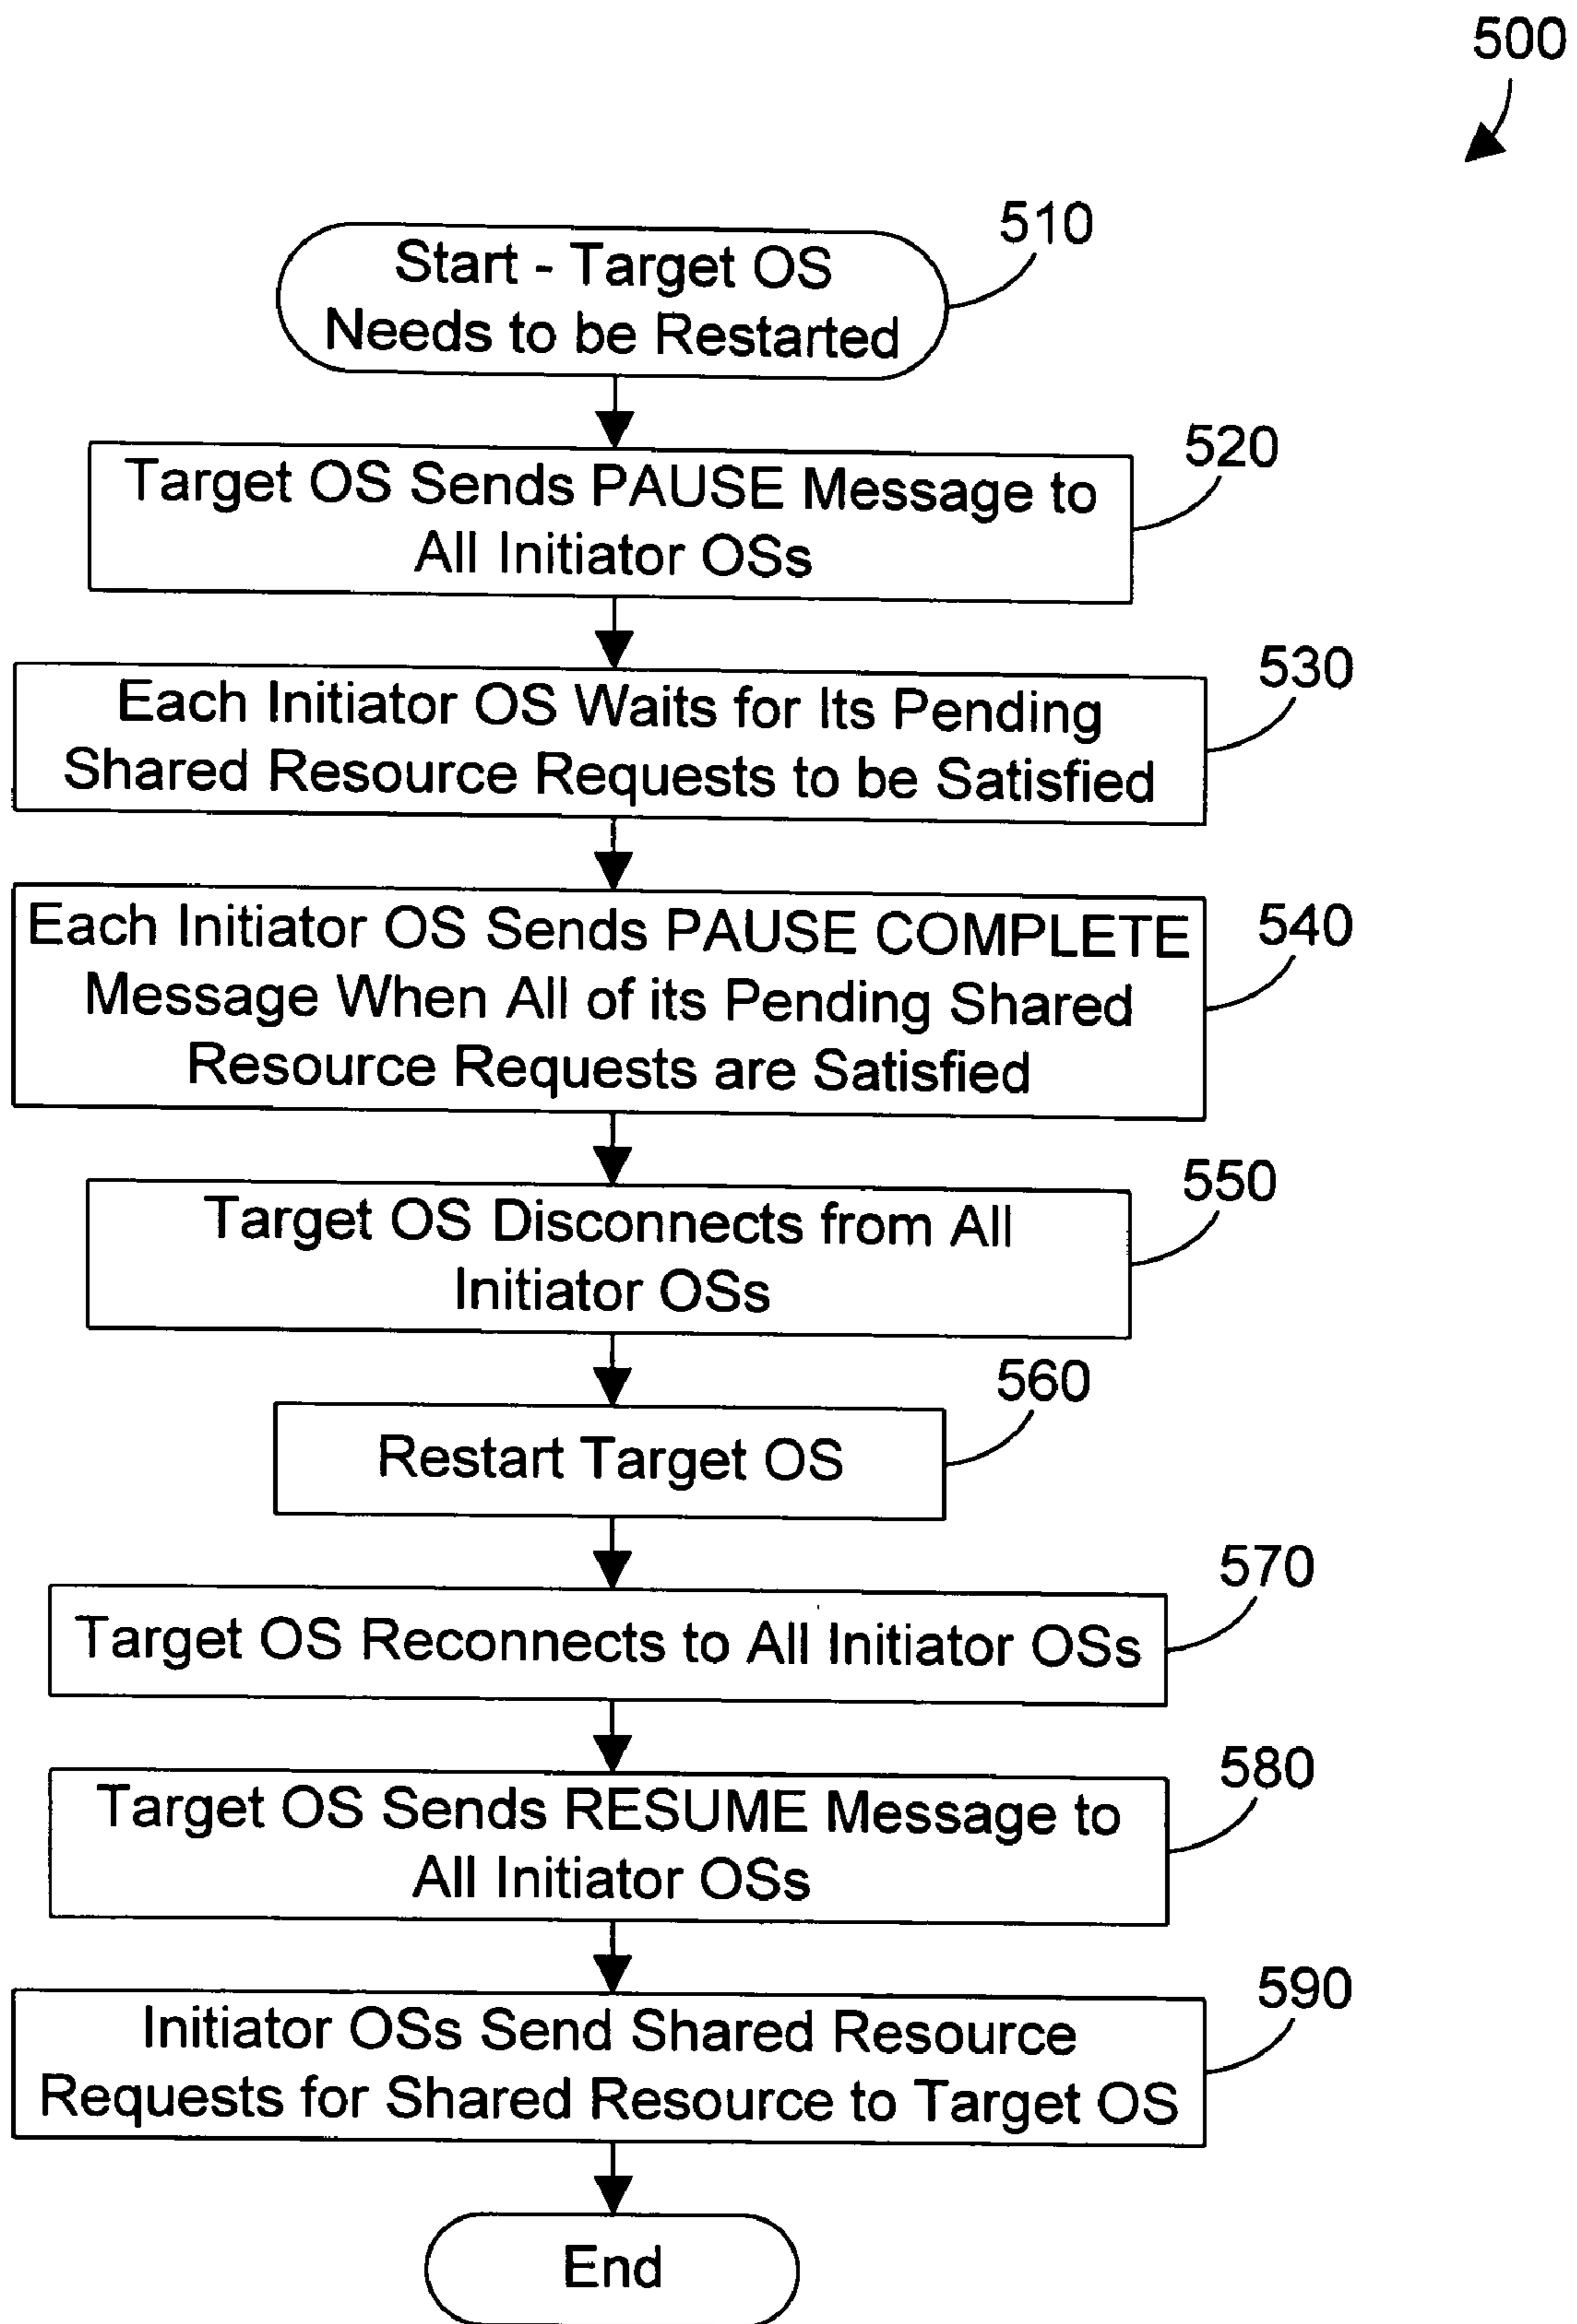 500
510
Start - Target OS
Needs to be Restarted
520
Target OS Sends PAUSE Message to
All Initiator OSs
530
Each Initiator OS Waits for Its Pending
Shared Resource Requests to be Satisfied
540
Each Initiator OS Sends PAUSE COMPLETE
Message When All of its Pending Shared
Resource Requests are Satisfied
550
Target OS Disconnects from All
Initiator OSs
560
Restart Target OS
570
Target OS Reconnects to All Initiator OSs
580
Target OS Sends RESUME Message to
All Initiator OSs
590
Initiator OSs Send Shared Resource
Requests for Shared Resource to Target OS
End